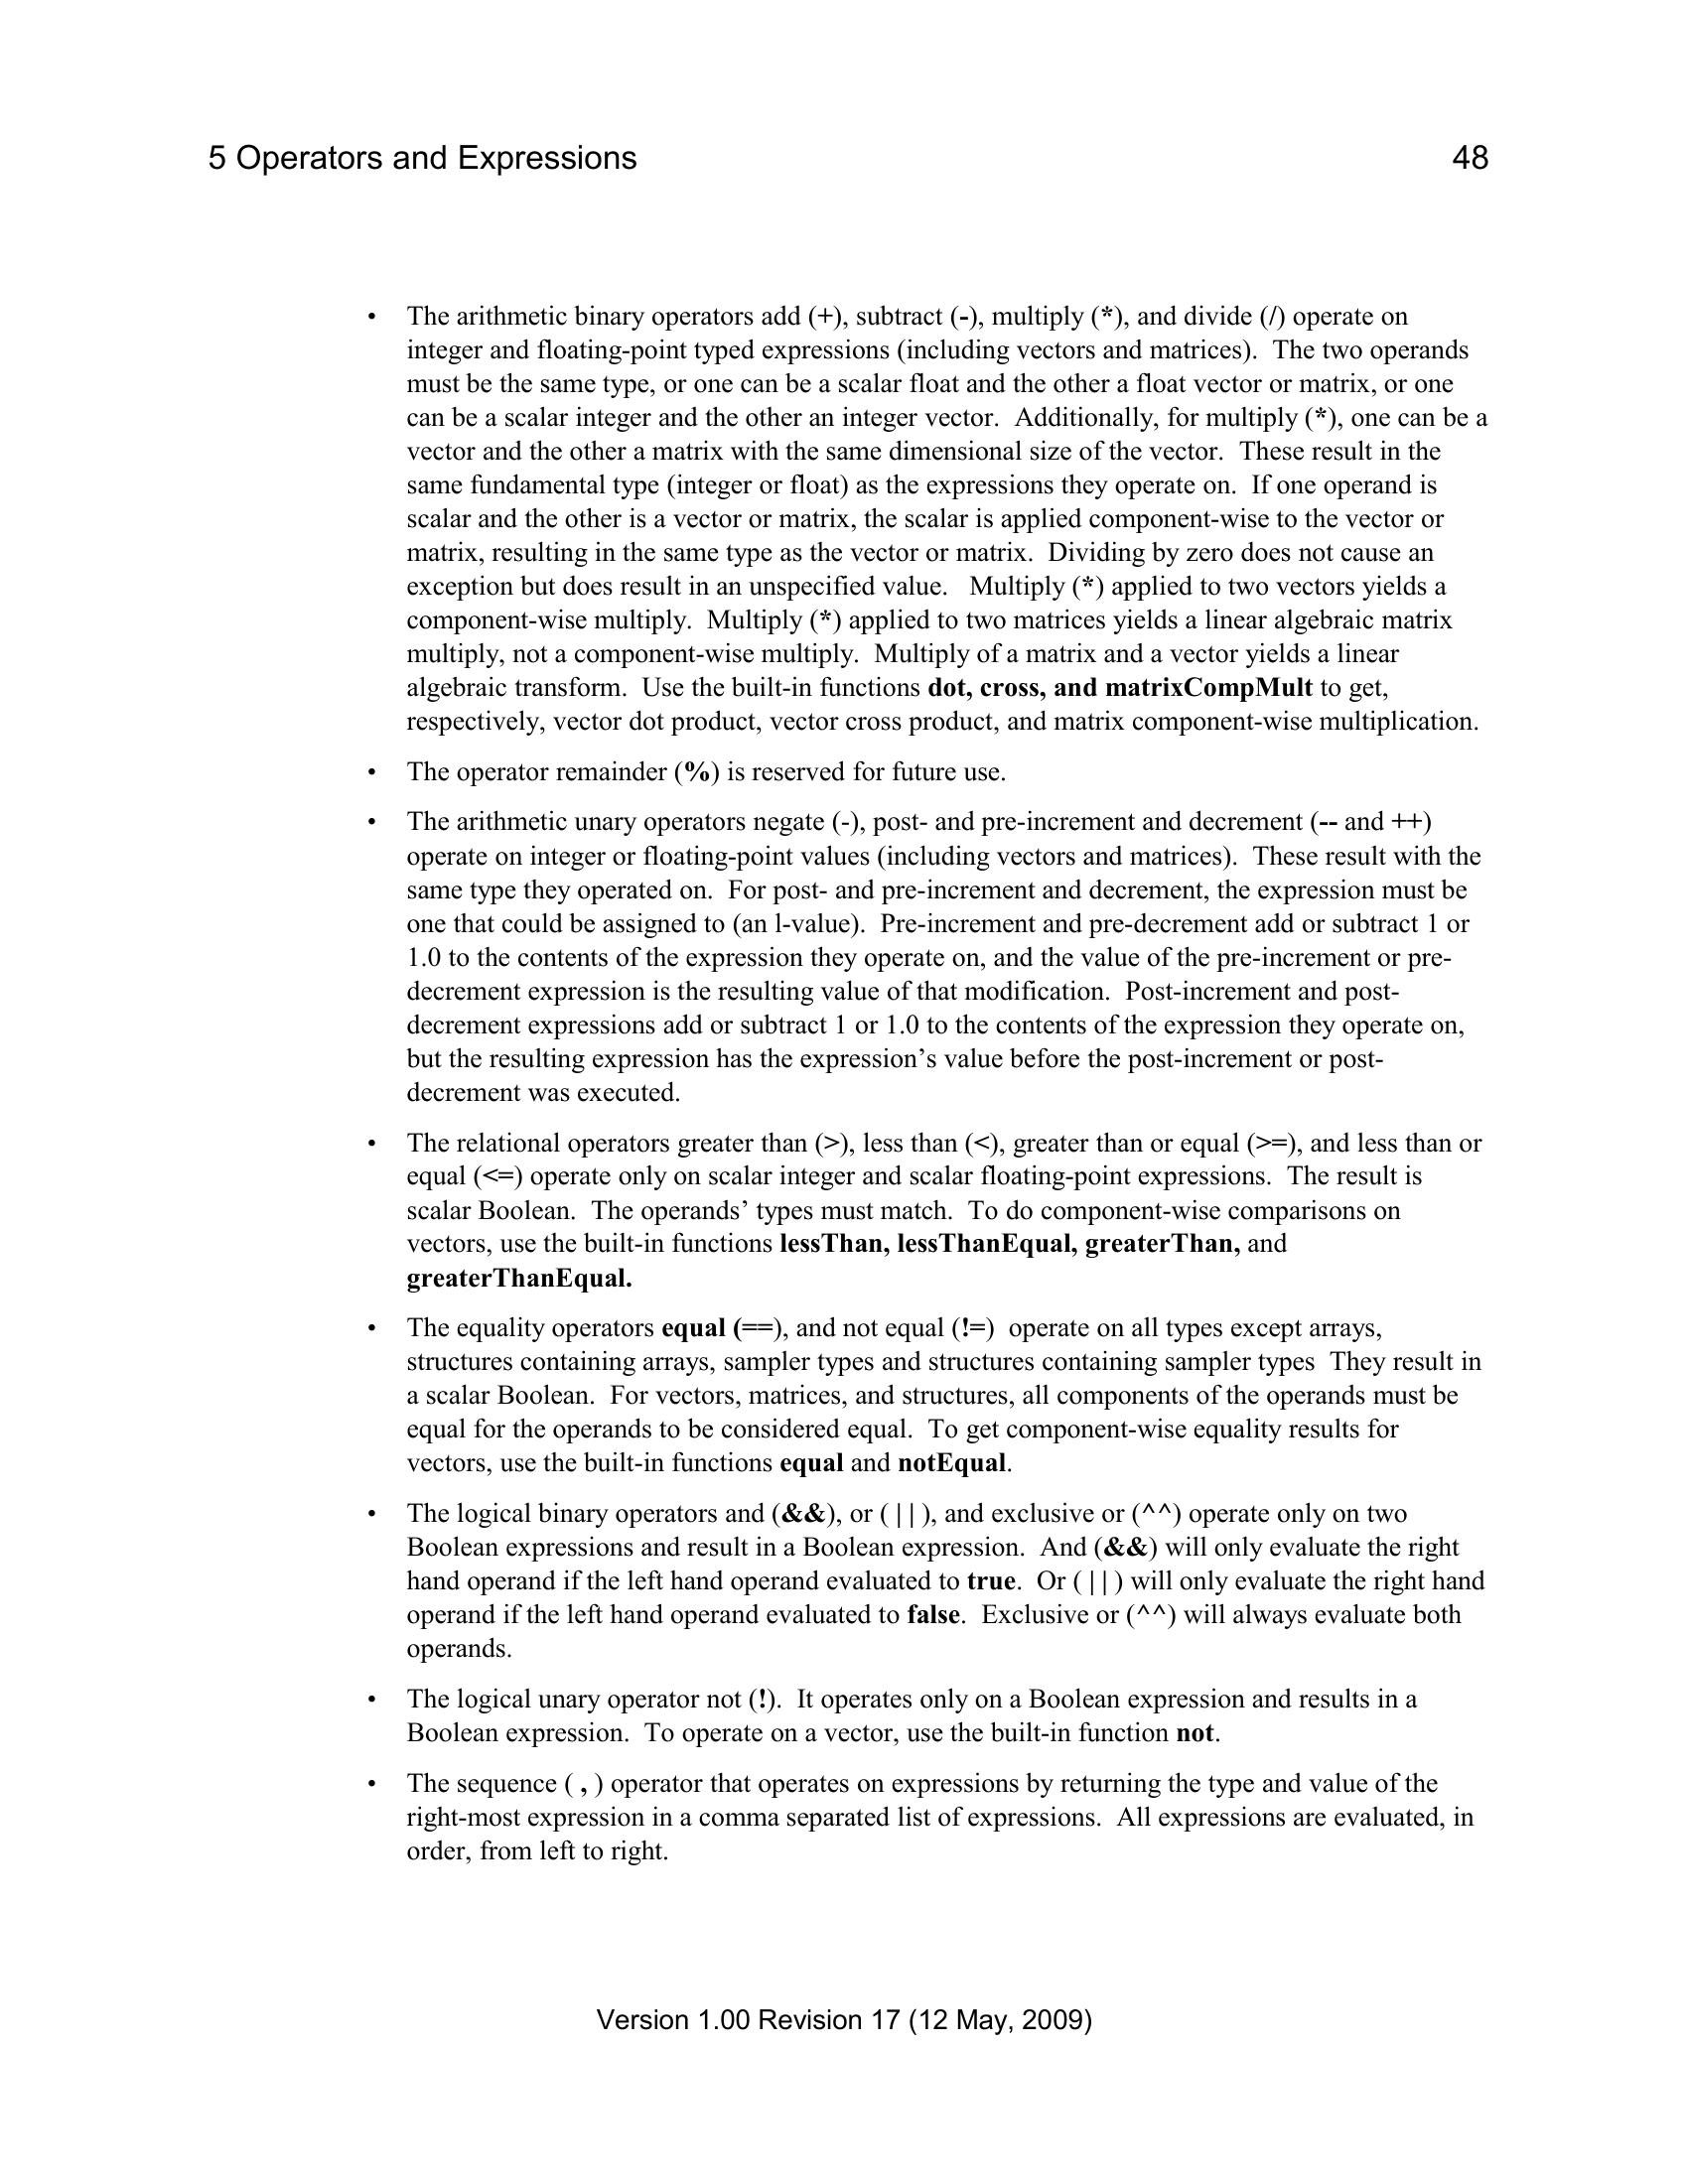 5 Operators and Expressions 48
• The arithmetic binary operators add (+), subtract (-), multiply (*), and divide (/) operate on
integer and floating-point typed expressions (including vectors and matrices).  The two operands
must be the same type, or one can be a scalar float and the other a float vector or matrix, or one
can be a scalar integer and the other an integer vector.  Additionally, for multiply (*), one can be a
vector and the other a matrix with the same dimensional size of the vector.  These result in the
same fundamental type (integer or float) as the expressions they operate on.  If one operand is
scalar and the other is a vector or matrix, the scalar is applied component-wise to the vector or
matrix, resulting in the same type as the vector or matrix.  Dividing by zero does not cause an
exception but does result in an unspecified value.   Multiply (*) applied to two vectors yields a
component-wise multiply.  Multiply (*) applied to two matrices yields a linear algebraic matrix
multiply, not a component-wise multiply.  Multiply of a matrix and a vector yields a linear
algebraic transform.  Use the built-in functions dot, cross, and matrixCompMult to get,
respectively, vector dot product, vector cross product, and matrix component-wise multiplication.
• The operator remainder (%) is reserved for future use.
• The arithmetic unary operators negate (-), post- and pre-increment and decrement (-- and ++)
operate on integer or floating-point values (including vectors and matrices).  These result with the
same type they operated on.  For post- and pre-increment and decrement, the expression must be
one that could be assigned to (an l-value).  Pre-increment and pre-decrement add or subtract 1 or
1.0 to the contents of the expression they operate on, and the value of the pre-increment or pre-
decrement expression is the resulting value of that modification.  Post-increment and post-
decrement expressions add or subtract 1 or 1.0 to the contents of the expression they operate on,
but the resulting expression has the expression’s value before the post-increment or post-
decrement was executed.
• The relational operators greater than (>), less than (<), greater than or equal (>=), and less than or
equal (<=) operate only on scalar integer and scalar floating-point expressions.  The result is
scalar Boolean.  The operands’ types must match.  To do component-wise comparisons on
vectors, use the built-in functions lessThan, lessThanEqual, greaterThan, and
greaterThanEqual.
• The equality operators equal (==), and not equal (!=)  operate on all types except arrays,
structures containing arrays, sampler types and structures containing sampler types  They result in
a scalar Boolean.  For vectors, matrices, and structures, all components of the operands must be
equal for the operands to be considered equal.  To get component-wise equality results for
vectors, use the built-in functions equal and notEqual.
• The logical binary operators and (&&), or ( | | ), and exclusive or (^^) operate only on two
Boolean expressions and result in a Boolean expression.  And (&&) will only evaluate the right
hand operand if the left hand operand evaluated to true.  Or ( | | ) will only evaluate the right hand
operand if the left hand operand evaluated to false.  Exclusive or (^^) will always evaluate both
operands.
• The logical unary operator not (!).  It operates only on a Boolean expression and results in a
Boolean expression.  To operate on a vector, use the built-in function not.
• The sequence ( , ) operator that operates on expressions by returning the type and value of the
right-most expression in a comma separated list of expressions.  All expressions are evaluated, in
order, from left to right.
Version 1.00 Revision 17 (12 May, 2009)